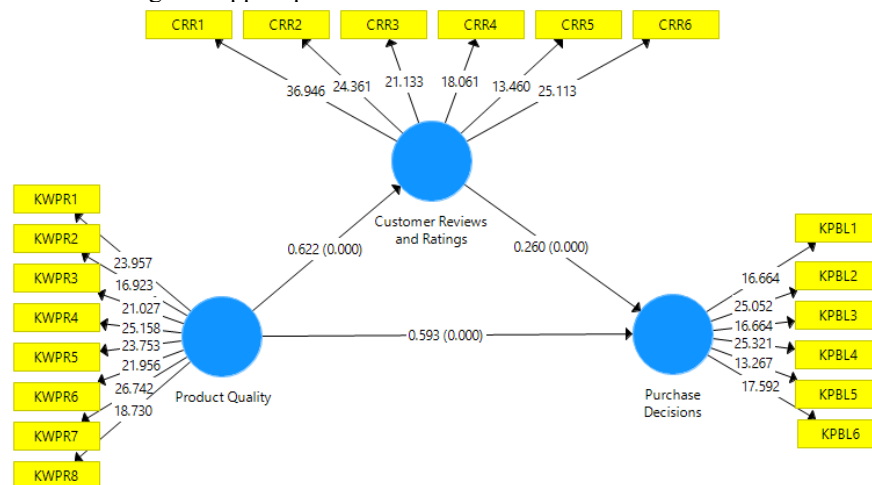 CRR1 CRR2 CRR3 CRR4 CRR5 CRR6
36.946 24.361 21.133 18.061 13.460 25.113
Customer Reviews
and Ratings
0.622 (0.000)
0.260 (0.000)
0.593 (0.000)
KWPR1
KWPR2
KWPR3
KWPR4
KWPR5
KWPR6
KWPR7
KWPR8
23.957
16.923
21.027
25.158
23.753
21.956
26.742
18.730
Product Quality
Purchase
Decisions
16.664
25.052
16.664
25.321
13.267
17.592
KPBL1
KPBL2
KPBL3
KPBL4
KPBL5
KPBL6